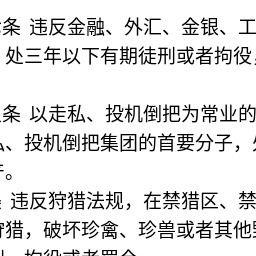 条 违反金融、外汇、金银、工
处三年以下有期徒刑或者拘役，
条 以走私、投机倒把为常业的
、投机倒把集团的首要分子，
。
违反狩猎法规，在禁猎区、禁
狩猎，破坏珍禽、珍兽或者其他